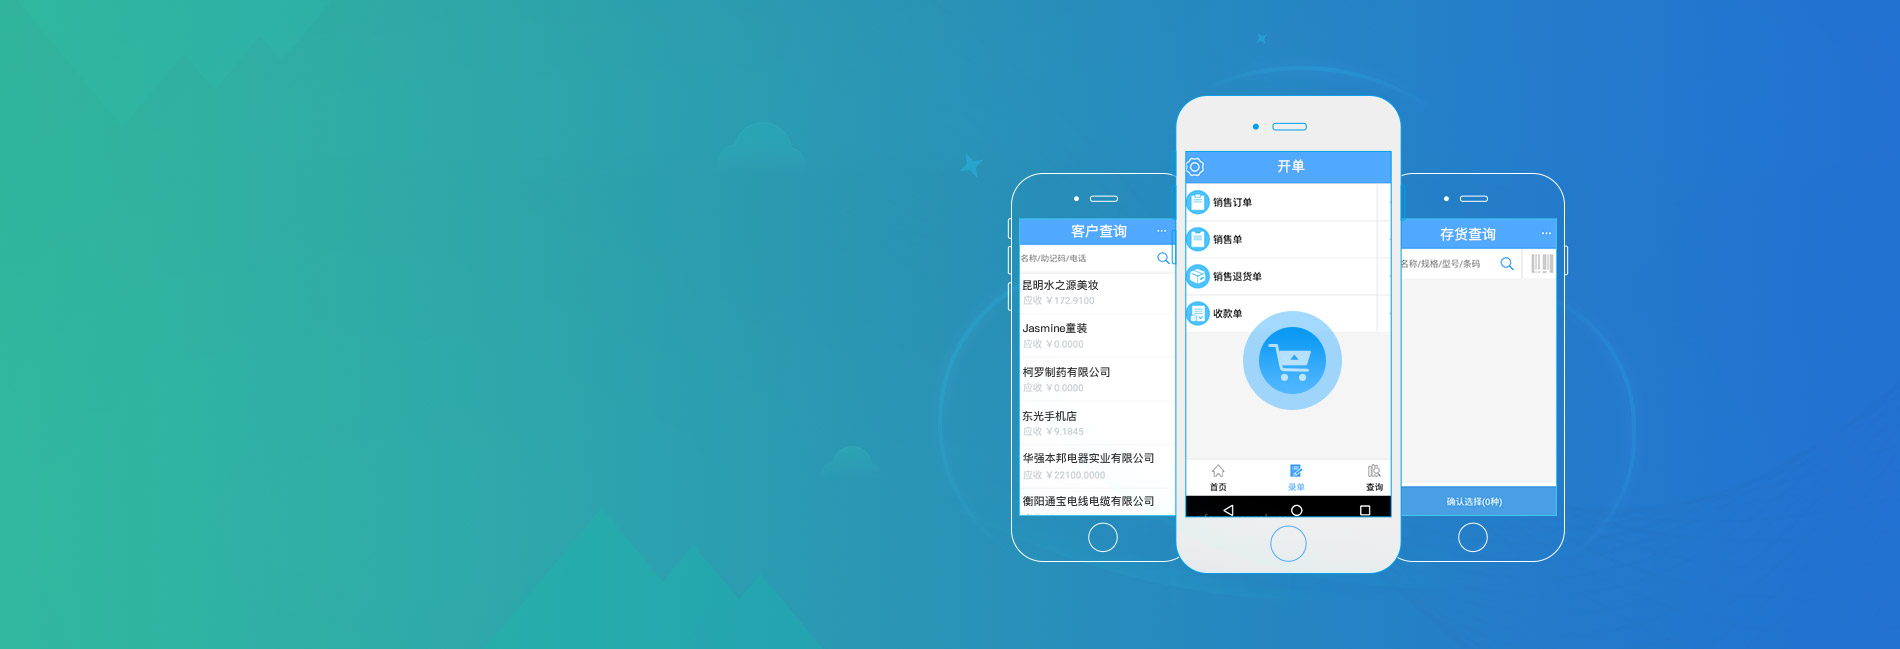 客户查询
名称/助记码/电话
昆明水之源美妆
应收 ￥172.9100
Jasmine童装
应收 ￥0.0000
柯罗制药有限公司
应收 ￥0.0000
东光手机店
应收 ￥9.1845
华强本邦电器实业有限公司
应收 ￥22100.0000
衡阳通宝电线电缆有限公司
开单
销售订单
销售单
销售退货单
收款单
首页
录单
查询
存货查询
名称/规格/型号/条码
确认选择(0种)